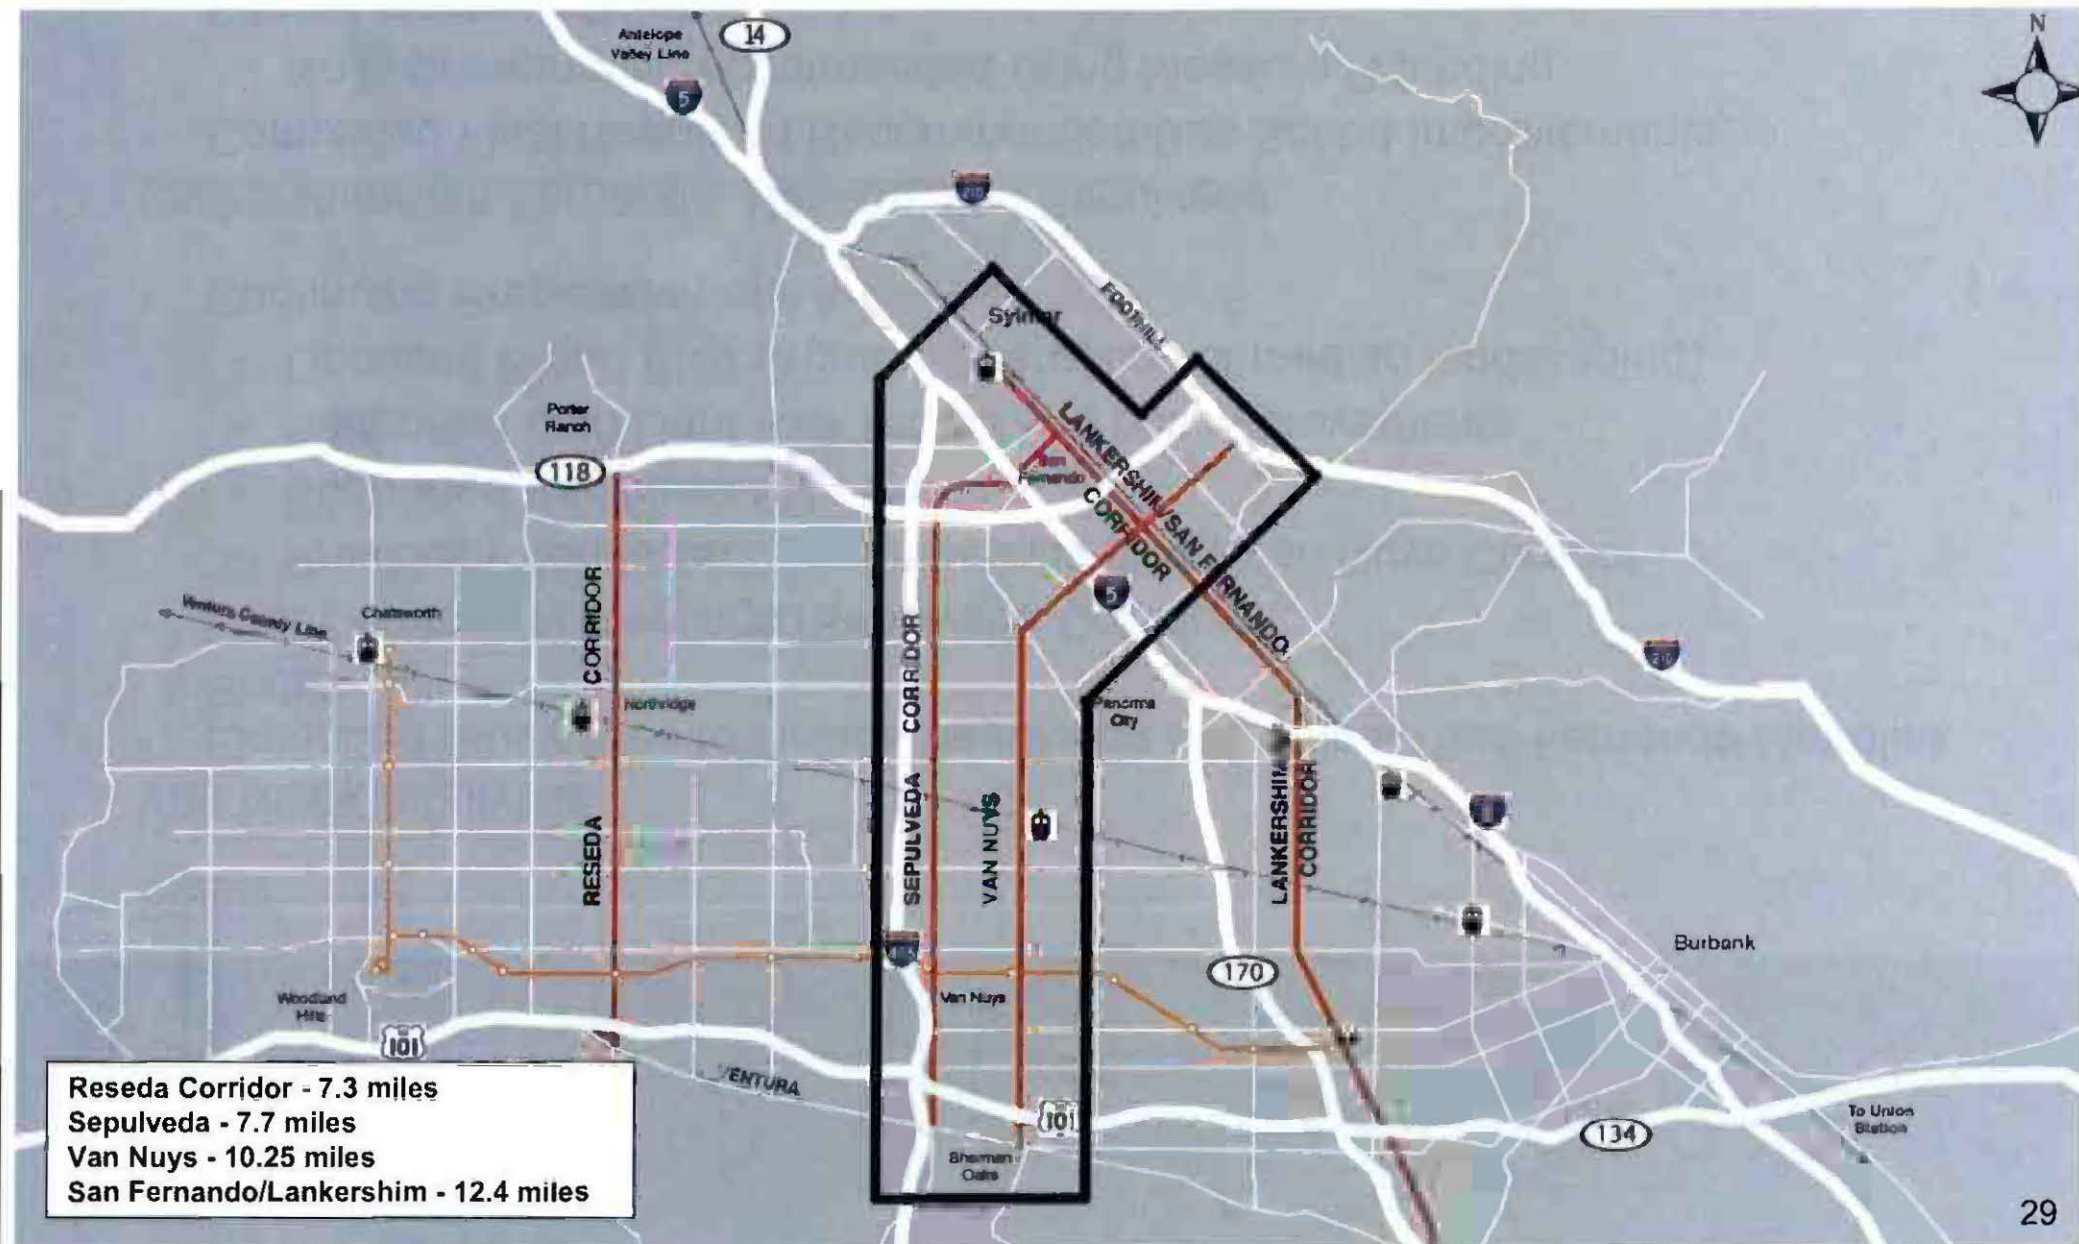 Antelope
Valley Line
14
N
5
210
Sylmar
FOOTHILL
Porter
Ranch
118
LANKERSHIM/SAN FERNANDO
CORRIDOR
San
Fernando
5
Ventura County Line
Chatsworth
RESEDA CORRIDOR
Northridge
SEPULVEDA CORRIDOR
VAN NUYS
Panorama
City
210
LANKERSHIM
CORRIDOR
Burbank
170
Woodland
Hills
Van Nuys
101
VENTURA
101
134
To Union
Station
Sherman
Oaks
Reseda Corridor - 7.3 miles
Sepulveda - 7.7 miles
Van Nuys - 10.25 miles
San Fernando/Lankershim - 12.4 miles
29